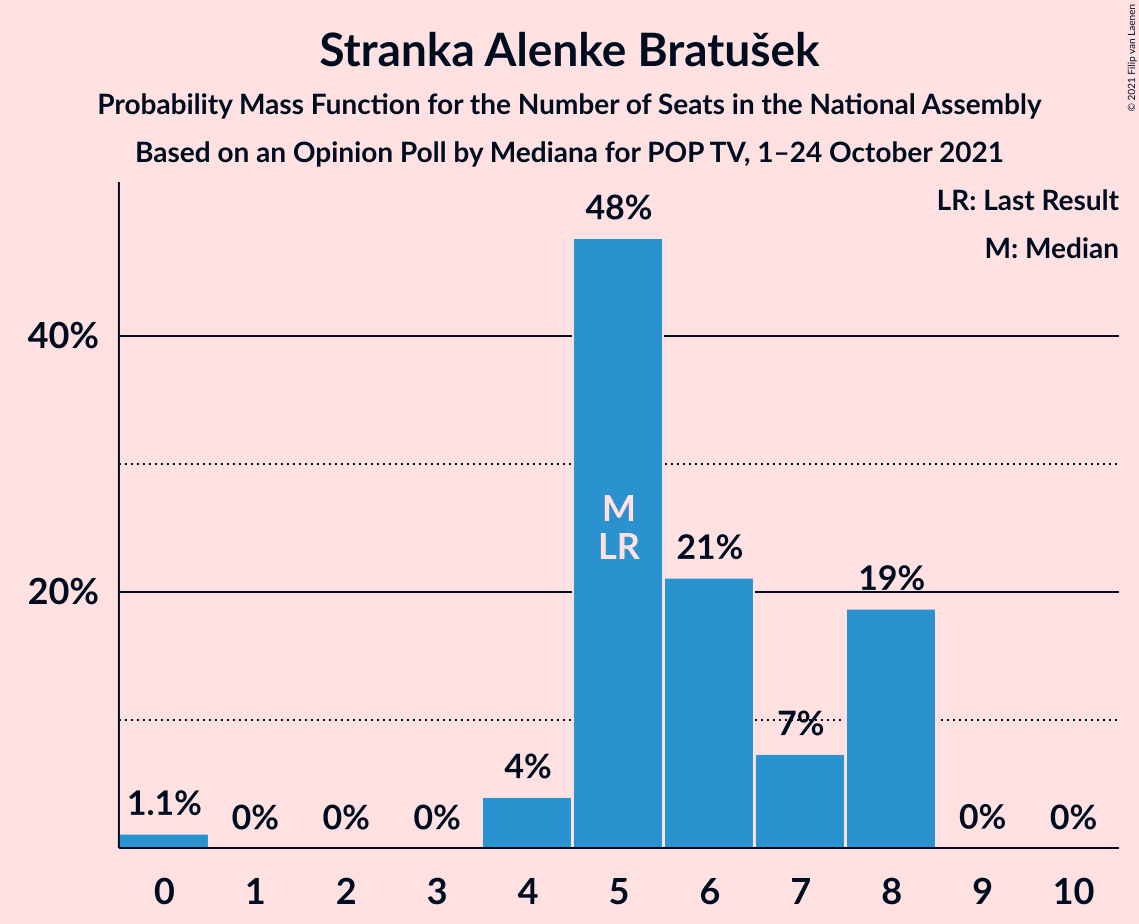 Stranka Alenke Bratušek
Probability Mass Function for the Number of Seats in the National Assembly
Based on an Opinion Poll by Mediana for POP TV, 1–24 October 2021
© 2021 Filip van Laenen
LR: Last Result
M: Median
40%
20%
1.1%
0%
0%
0%
4%
48%
M
LR
21%
7%
19%
0%
0%
0 1 2 3 4 5 6 7 8 9 10